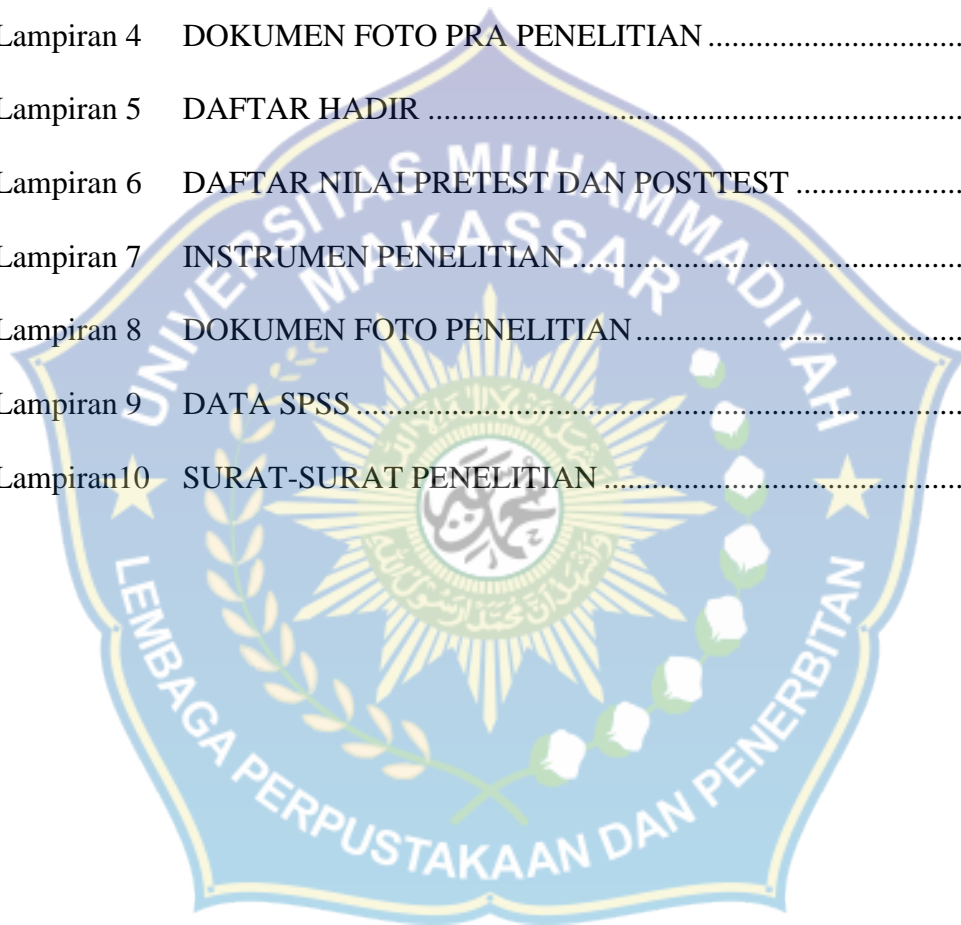 Lampiran 4 DOKUMEN FOTO PRA PENELITIAN ................................
Lampiran 5 DAFTAR HADIR ...................................................................
Lampiran 6 DAFTAR NILAI PRETEST DAN POSTTEST .....................
Lampiran 7 INSTRUMEN PENELITIAN .................................................
Lampiran 8 DOKUMEN FOTO PENELITIAN .........................................
Lampiran 9 DATA SPSS ............................................................................
Lampiran10 SURAT-SURAT PENELITIAN .............................................
UNIVERSITAS MUHAMMADIYAH
MAKASSAR
LEMBAGA PERPUSTAKAAN DAN PENERBITAN